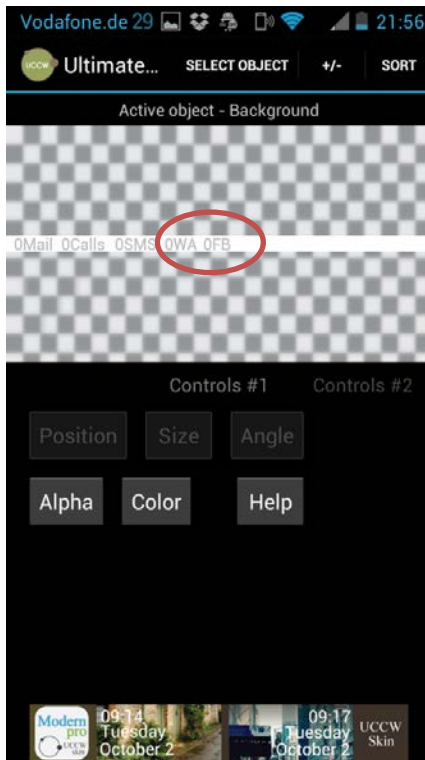 Vodafone.de 29 21:56
uccw Ultimate... SELECT OBJECT +/- SORT
Active object - Background
0Mail 0Calls 0SMS 0WA 0FB
Controls #1 Controls #2
Position Size Angle
Alpha Color Help
Modern pro UCCW skin
09:14
Tuesday
October 2
09:17
Tuesday
October 2
UCCW
Skin